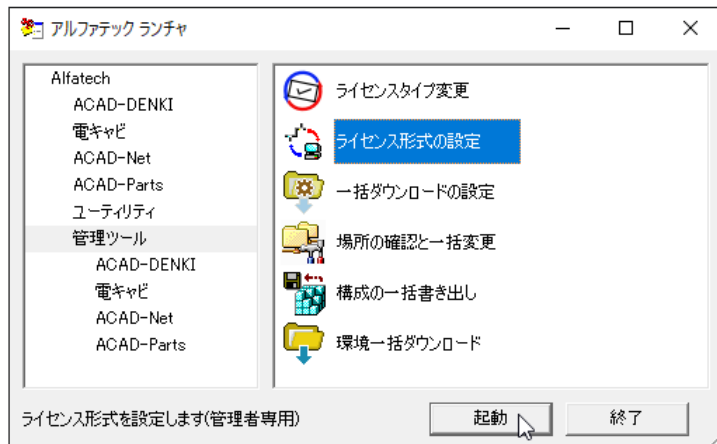 アルファテック ランチャ
Alfatech
ACAD-DENKI
電キャビ
ACAD-Net
ACAD-Parts
ユーティリティ
管理ツール
ACAD-DENKI
電キャビ
ACAD-Net
ACAD-Parts
ライセンスタイプ変更
ライセンス形式の設定
一括ダウンロードの設定
場所の確認と一括変更
構成の一括書き出し
環境一括ダウンロード
ライセンス形式を設定します(管理者専用)
起動
終了